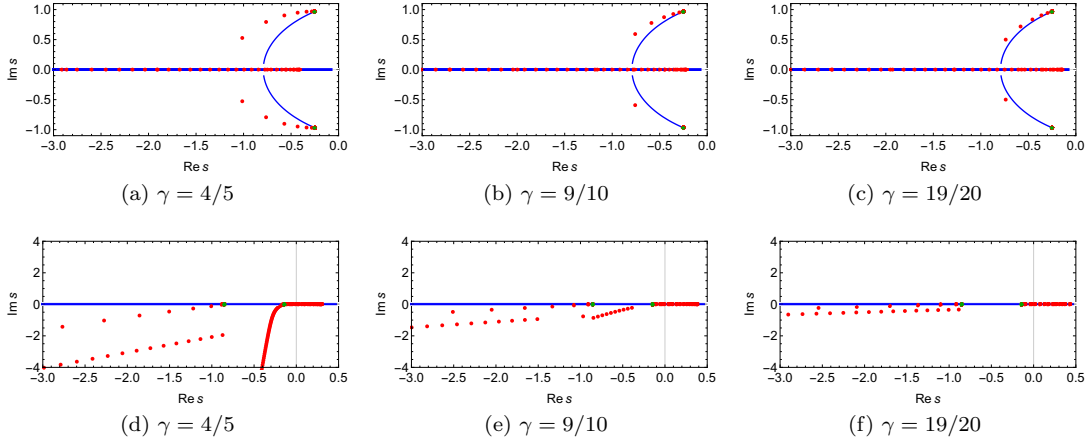 1.0
0.5
0.0
−0.5
−1.0
Im s
−3.0 −2.5 −2.0 −1.5 −1.0 −0.5 0.0
Re s
(a) γ = 4/5
1.0
0.5
0.0
−0.5
−1.0
Im s
−3.0 −2.5 −2.0 −1.5 −1.0 −0.5 0.0
Re s
(b) γ = 9/10
1.0
0.5
0.0
−0.5
−1.0
Im s
−3.0 −2.5 −2.0 −1.5 −1.0 −0.5 0.0
Re s
(c) γ = 19/20
4
2
0
−2
−4
Im s
−3.0 −2.5 −2.0 −1.5 −1.0 −0.5 0.0 0.5
Re s
(d) γ = 4/5
4
2
0
−2
−4
Im s
−3.0 −2.5 −2.0 −1.5 −1.0 −0.5 0.0 0.5
Re s
(e) γ = 9/10
4
2
0
−2
−4
Im s
−3.0 −2.5 −2.0 −1.5 −1.0 −0.5 0.0 0.5
Re s
(f) γ = 19/20